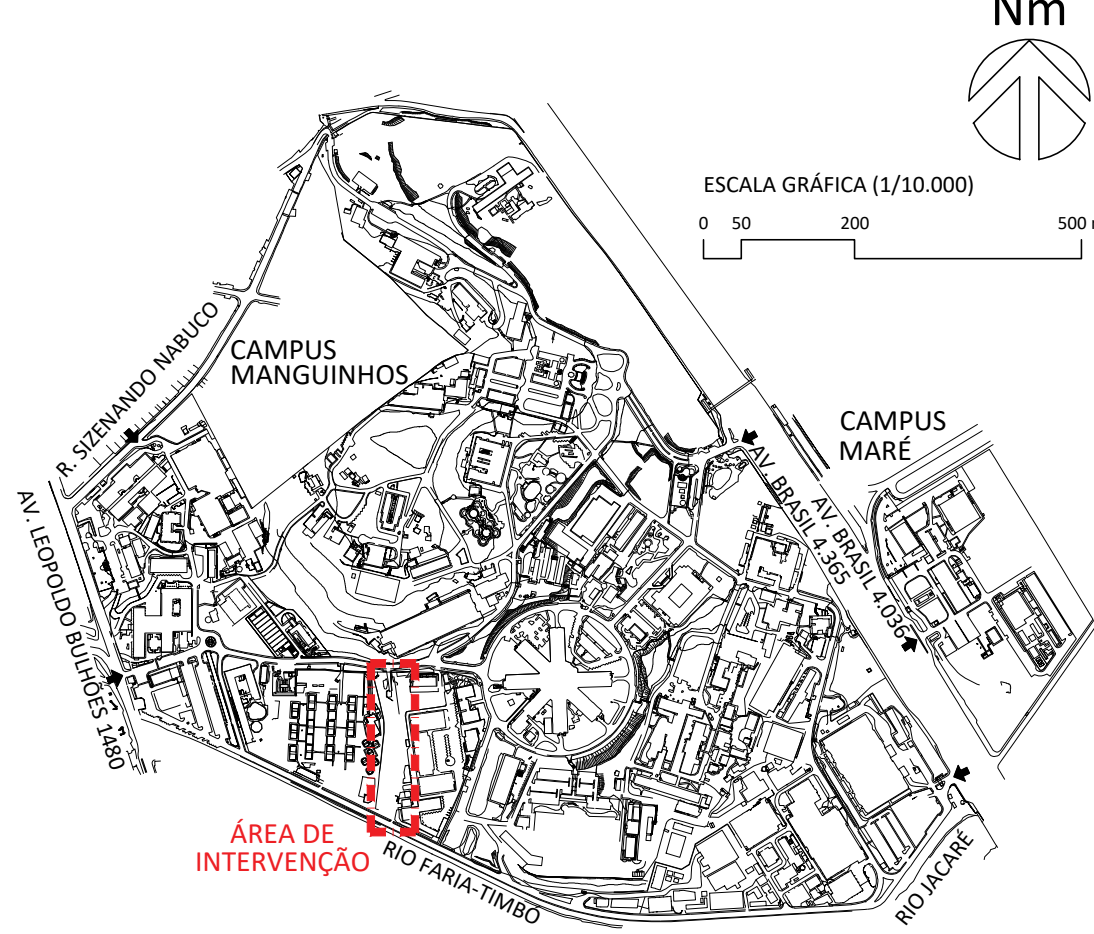 Nm
ESCALA GRÁFICA (1/10.000)
0 50 200 500 m
R. SIZENANDO NABUCO
CAMPUS
MANGUINHOS
CAMPUS
MARÉ
AV. BRASIL 4.365
AV. BRASIL 4.036
AV. LEOPOLDO BULHÕES 1480
ÁREA DE
INTERVENÇÃO
RIO FARIA-TIMBÓ
RIO JACARÉ